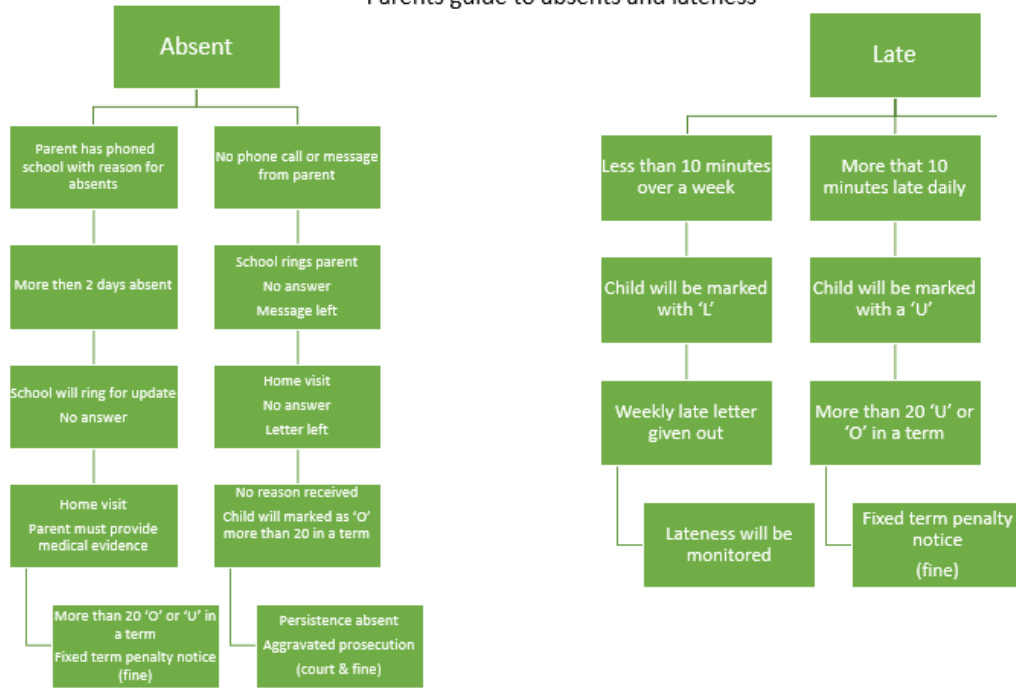 Parents guide to absents and lateness
Absent
Parent has phoned
school with reason for
absents
More then 2 days absent
School will ring for update
No answer
Home visit
Parent must provide
medical evidence
More than 20 ‘O’ or ‘U’ in
a term
Fixed term penalty notice
(fine)
No phone call or message
from parent
School rings parent
No answer
Message left
Home visit
No answer
Letter left
No reason received
Child will marked as ‘O’
more than 20 in a term
Persistence absent
Aggravated prosecution
(court & fine)
Late
Less than 10 minutes
over a week
Child will be marked
with ‘L’
Weekly late letter
given out
Lateness will be
monitored
More that 10
minutes late daily
Child will be marked
with a ‘U’
More than 20 ‘U’ or
‘O’ in a term
Fixed term penalty
notice
(fine)